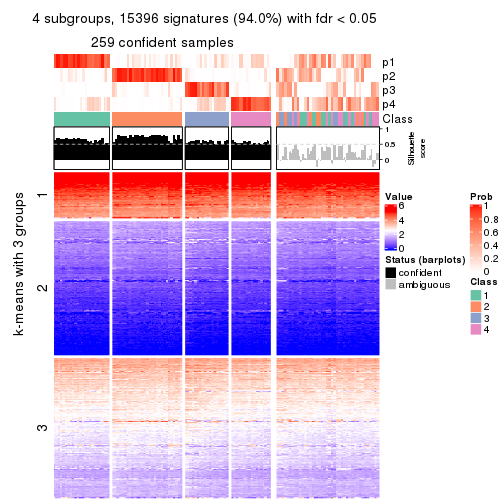 4 subgroups, 15396 signatures (94.0%) with fdr < 0.05
259 confident samples
p1
p2
p3
p4
Class
1
0.5
0
Silhouette
score
k-means with 3 groups
1
2
3
Value
6
4
2
0
Status (barplots)
confident
ambiguous
Prob
1
0.8
0.6
0.4
0.2
0
Class
1
2
3
4